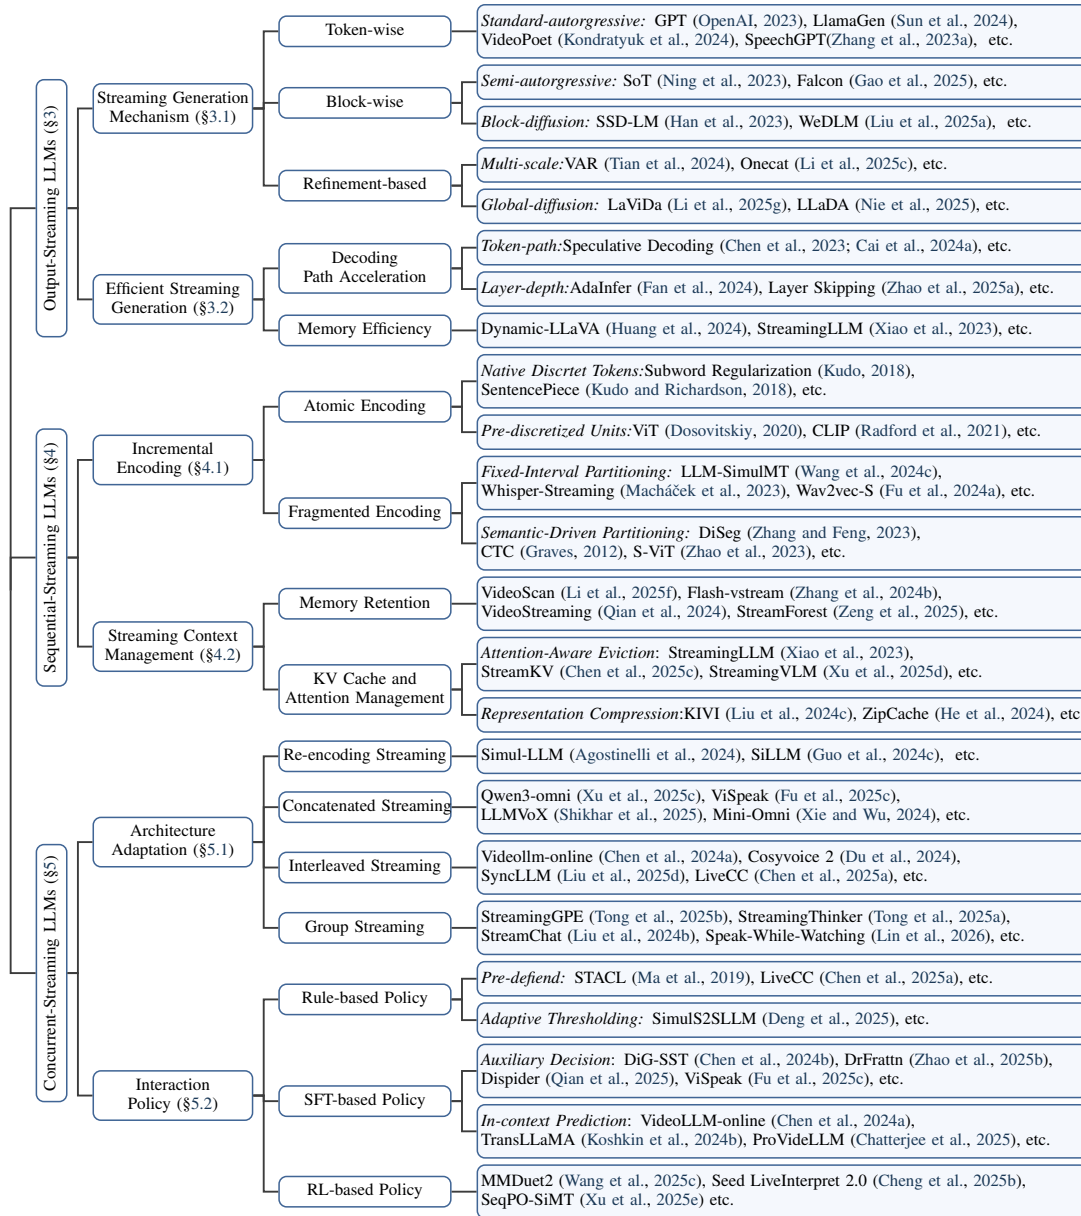 Output-Streaming LLMs (§3)
Streaming Generation
Mechanism (§3.1)
Token-wise
Standard-autorgressive: GPT (OpenAI, 2023), LlamaGen (Sun et al., 2024),
VideoPoet (Kondratyuk et al., 2024), SpeechGPT(Zhang et al., 2023a), etc.
Block-wise
Semi-autorgressive: SoT (Ning et al., 2023), Falcon (Gao et al., 2025), etc.
Block-diffusion: SSD-LM (Han et al., 2023), WeDLM (Liu et al., 2025a), etc.
Refinement-based
Multi-scale:VAR (Tian et al., 2024), Onecat (Li et al., 2025c), etc.
Global-diffusion: LaViDa (Li et al., 2025g), LLaDA (Nie et al., 2025), etc.
Efficient Streaming
Generation (§3.2)
Decoding
Path Acceleration
Token-path:Speculative Decoding (Chen et al., 2023; Cai et al., 2024a), etc.
Layer-depth:AdaInfer (Fan et al., 2024), Layer Skipping (Zhao et al., 2025a), etc.
Memory Efficiency
Dynamic-LLaVA (Huang et al., 2024), StreamingLLM (Xiao et al., 2023), etc.
Sequential-Streaming LLMs (§4)
Incremental
Encoding (§4.1)
Atomic Encoding
Native Discrtet Tokens:Subword Regularization (Kudo, 2018),
SentencePiece (Kudo and Richardson, 2018), etc.
Pre-discretized Units:ViT (Dosovitskiy, 2020), CLIP (Radford et al., 2021), etc.
Fragmented Encoding
Fixed-Interval Partitioning: LLM-SimulMT (Wang et al., 2024c),
Whisper-Streaming (Macháček et al., 2023), Wav2vec-S (Fu et al., 2024a), etc.
Semantic-Driven Partitioning: DiSeg (Zhang and Feng, 2023),
CTC (Graves, 2012), S-ViT (Zhao et al., 2023), etc.
Streaming Context
Management (§4.2)
Memory Retention
VideoScan (Li et al., 2025f), Flash-vstream (Zhang et al., 2024b),
VideoStreaming (Qian et al., 2024), StreamForest (Zeng et al., 2025), etc.
KV Cache and
Attention Management
Attention-Aware Eviction: StreamingLLM (Xiao et al., 2023),
StreamKV (Chen et al., 2025c), StreamingVLM (Xu et al., 2025d), etc.
Representation Compression:KIVI (Liu et al., 2024c), ZipCache (He et al., 2024), etc
Concurrent-Streaming LLMs (§5)
Architecture
Adaptation (§5.1)
Re-encoding Streaming
Simul-LLM (Agostinelli et al., 2024), SiLLM (Guo et al., 2024c), etc.
Concatenated Streaming
Qwen3-omni (Xu et al., 2025c), ViSpeak (Fu et al., 2025c),
LLMVoX (Shikhar et al., 2025), Mini-Omni (Xie and Wu, 2024), etc.
Interleaved Streaming
Videollm-online (Chen et al., 2024a), Cosyvoice 2 (Du et al., 2024),
SyncLLM (Liu et al., 2025d), LiveCC (Chen et al., 2025a), etc.
Group Streaming
StreamingGPE (Tong et al., 2025b), StreamingThinker (Tong et al., 2025a),
StreamChat (Liu et al., 2024b), Speak-While-Watching (Lin et al., 2026), etc.
Interaction
Policy (§5.2)
Rule-based Policy
Pre-defiend: STACL (Ma et al., 2019), LiveCC (Chen et al., 2025a), etc.
Adaptive Thresholding: SimulS2SLLM (Deng et al., 2025), etc.
SFT-based Policy
Auxiliary Decision: DiG-SST (Chen et al., 2024b), DrFrattn (Zhao et al., 2025b),
Dispider (Qian et al., 2025), ViSpeak (Fu et al., 2025c), etc.
In-context Prediction: VideoLLM-online (Chen et al., 2024a),
TransLLaMA (Koshkin et al., 2024b), ProVideLLM (Chatterjee et al., 2025), etc.
RL-based Policy
MMDuet2 (Wang et al., 2025c), Seed LiveInterpret 2.0 (Cheng et al., 2025b),
SeqPO-SiMT (Xu et al., 2025e) etc.